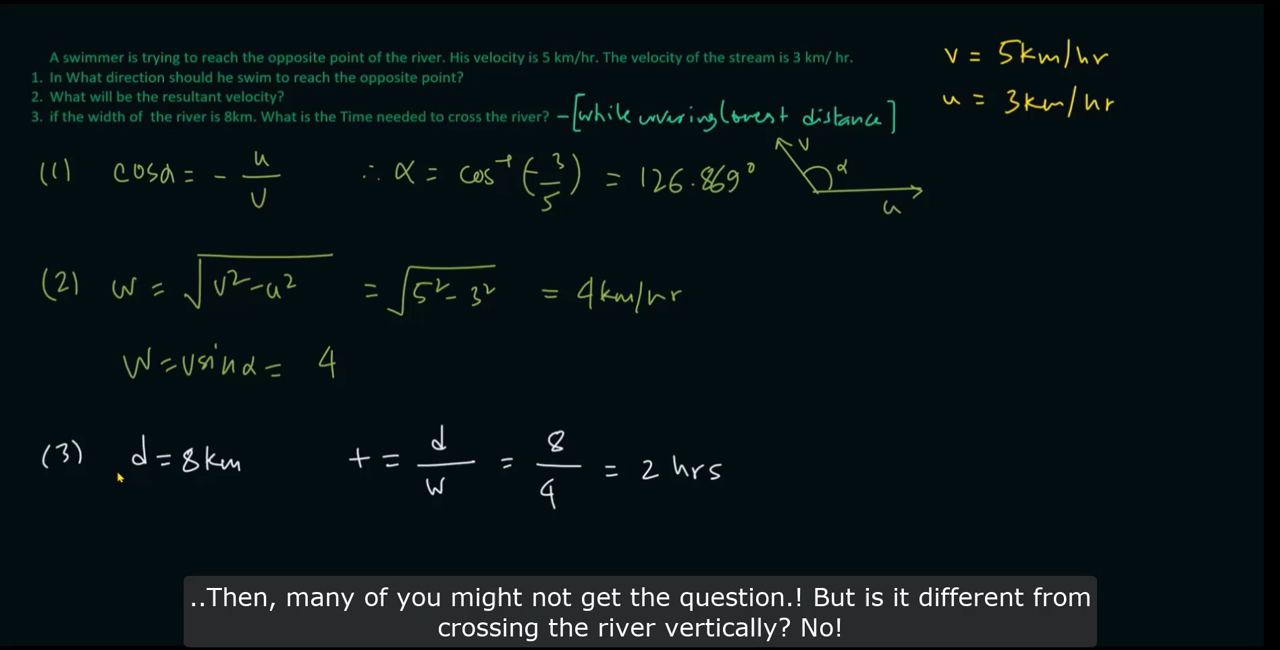 A swimmer is trying to reach the opposite point of the river. His velocity is 5 km/hr. The velocity of the stream is 3 km/ hr.
1. In What direction should he swim to reach the opposite point?
2. What will be the resultant velocity?
3. if the width of the river is 8km. What is the Time needed to cross the river? - [while covering lowest distance]
v = 5km/hr
u = 3km/hr
(1) cosα = - u/v ∴ α = cos⁻¹(-3/5) = 126.869°
v
α
u
(2) w = √(v²-u²) = √(5²-3²) = 4km/hr
W = vsinα = 4
(3) d = 8km t = d/w = 8/4 = 2 hrs
..Then, many of you might not get the question.! But is it different from
crossing the river vertically? No!